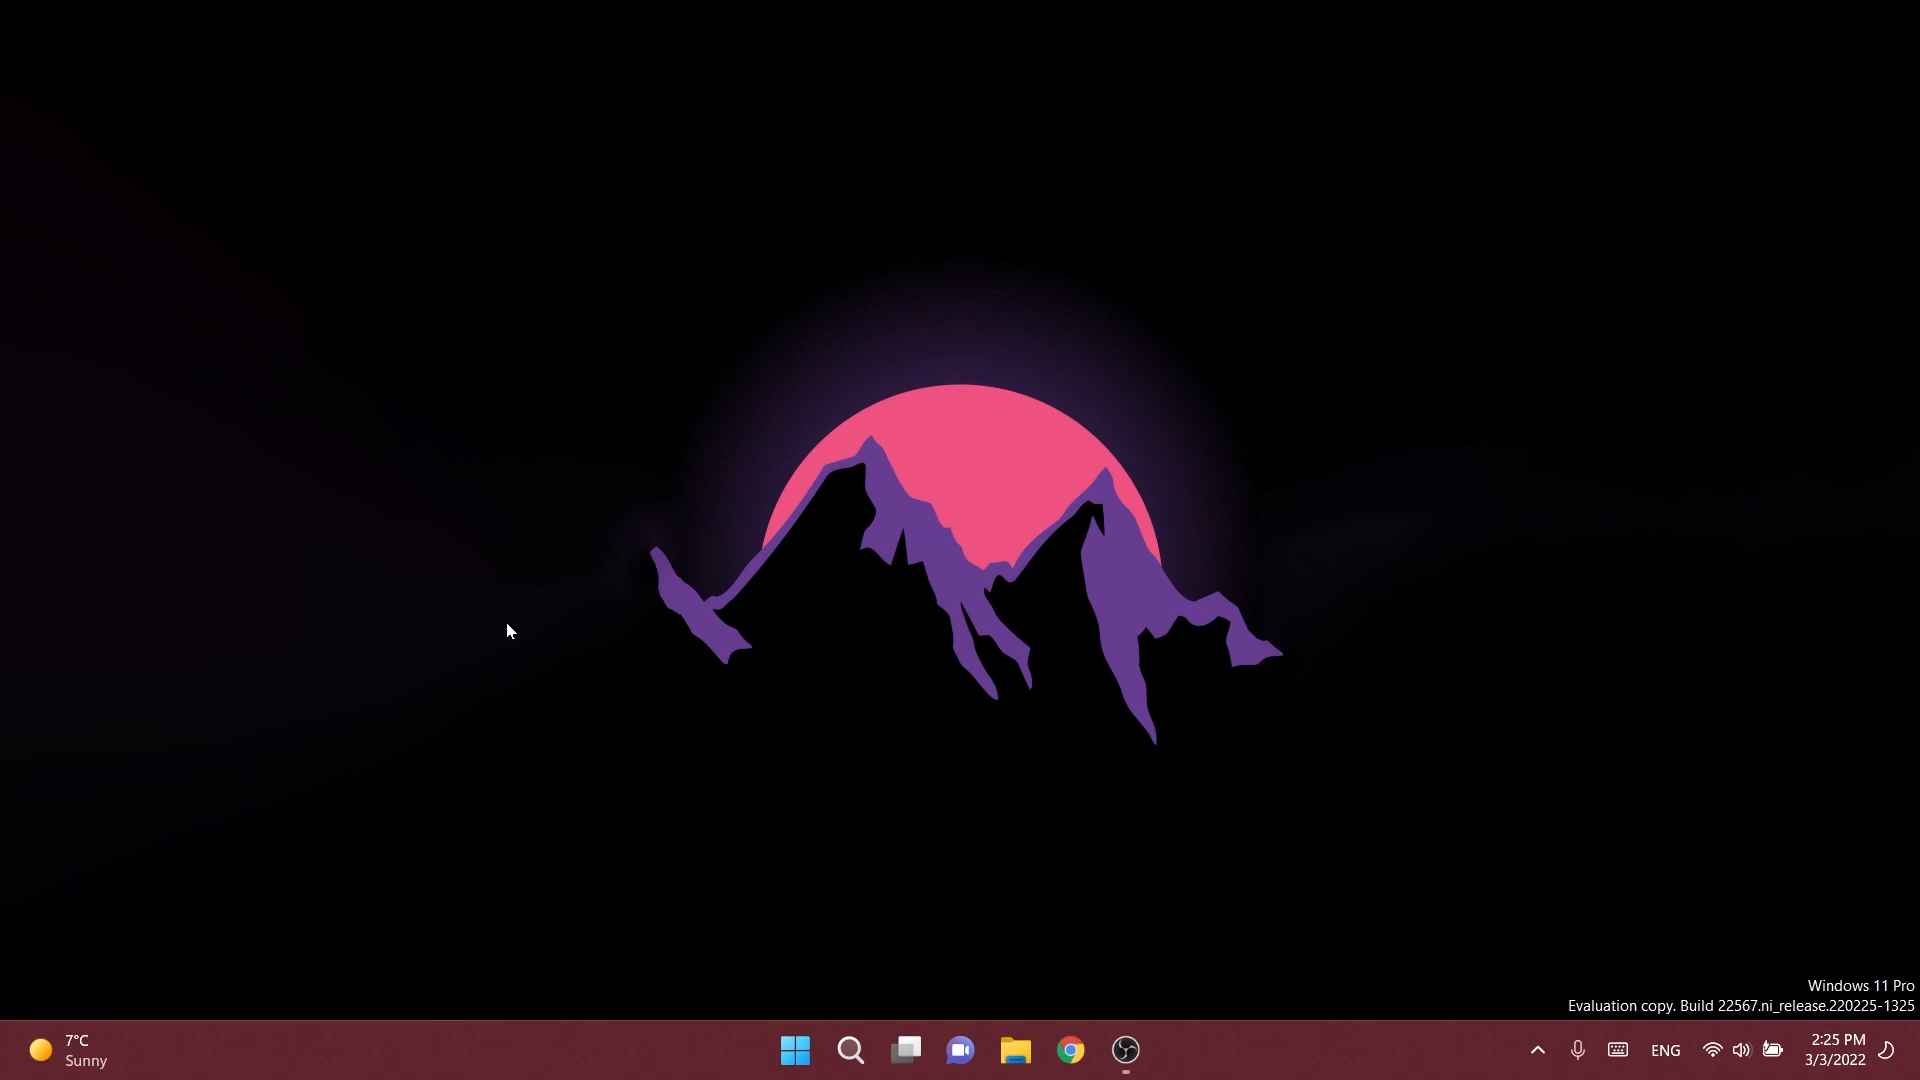 Windows 11 Pro
Evaluation copy. Build 22567.ni_release.220225-1325
7°C
Sunny
ENG
2:25 PM
3/3/2022